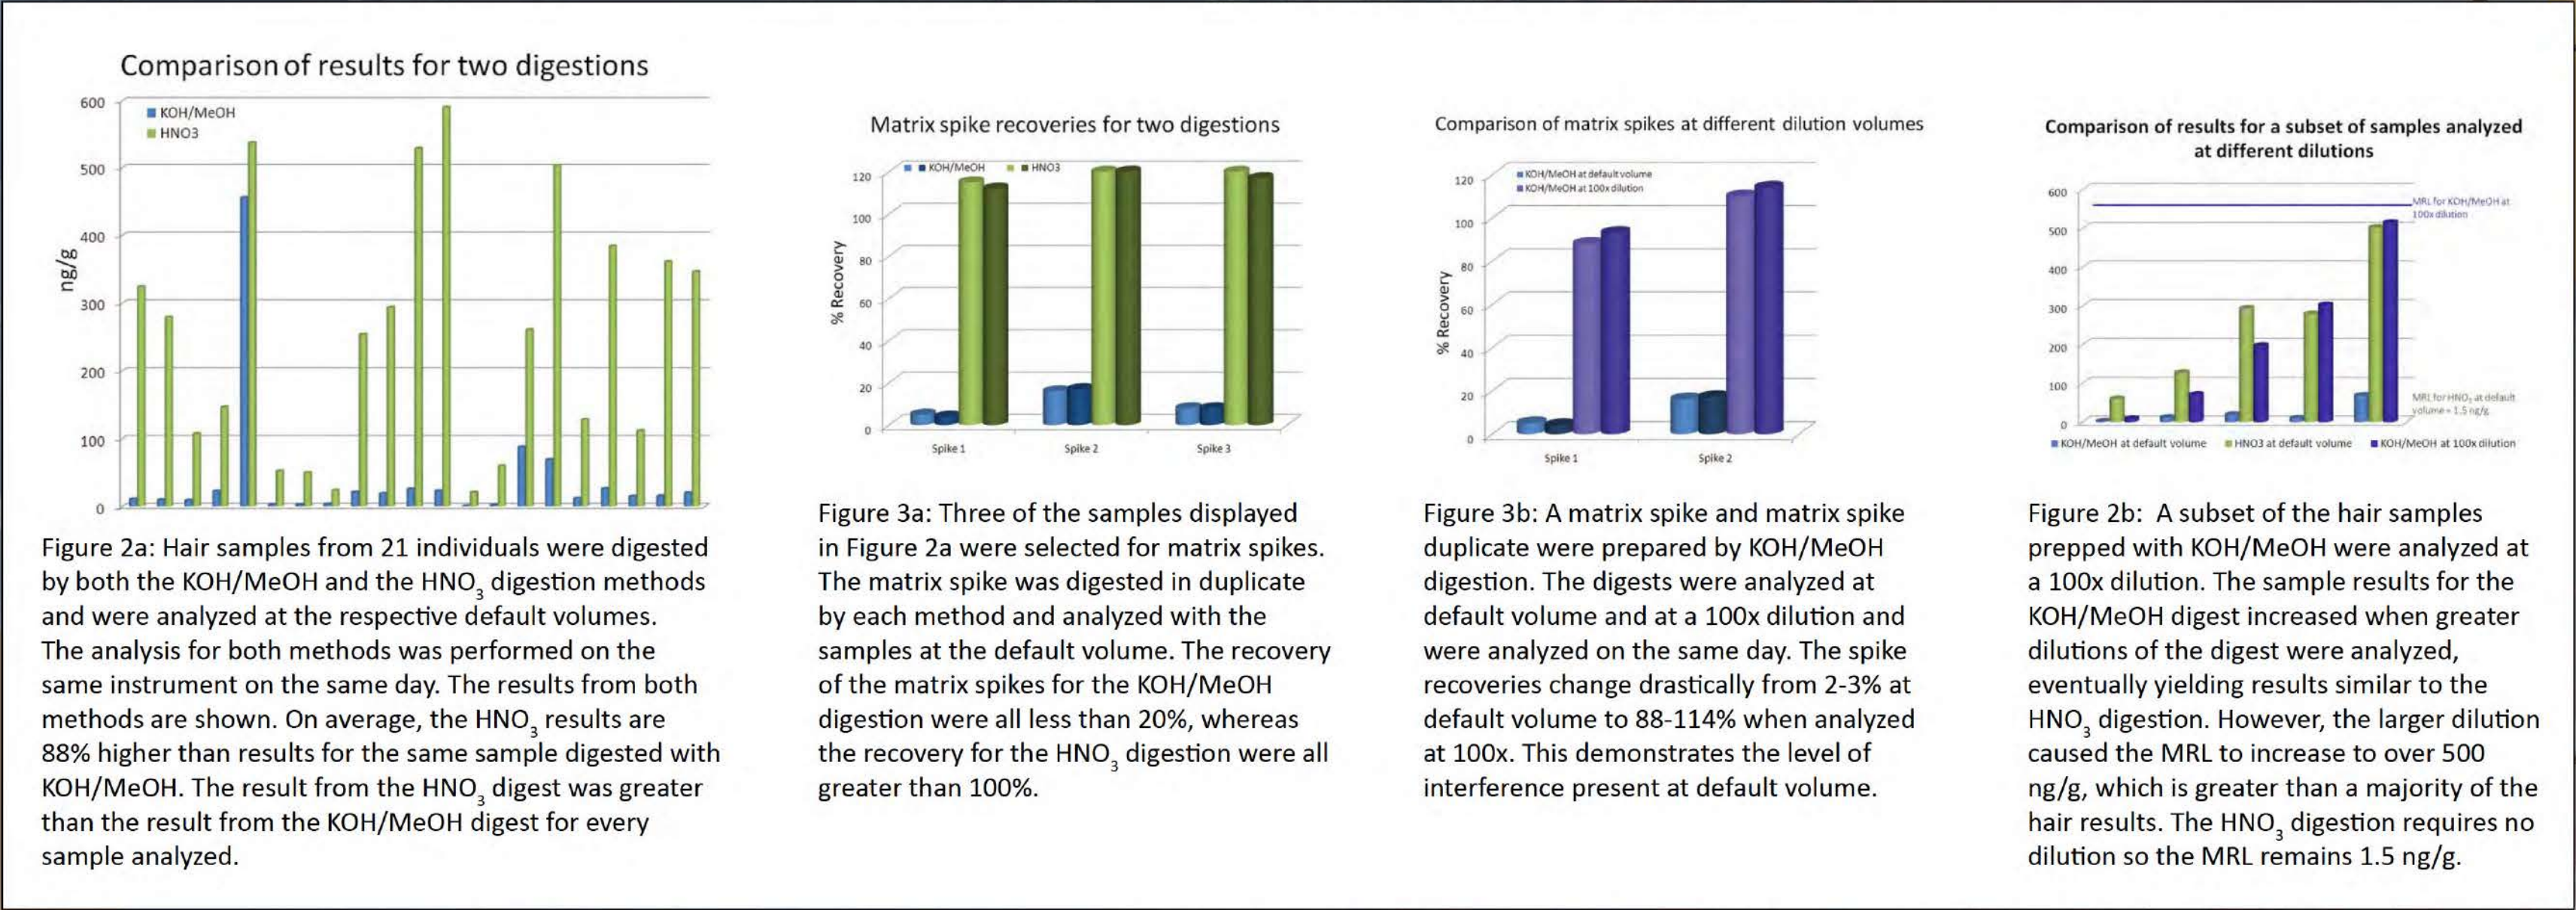 Comparison of results for two digestions
600
500
400
300
200
100
0
ng/g
KOH/MeOH
HNO3
Figure 2a: Hair samples from 21 individuals were digested
by both the KOH/MeOH and the HNO3 digestion methods
and were analyzed at the respective default volumes.
The analysis for both methods was performed on the
same instrument on the same day. The results from both
methods are shown. On average, the HNO3 results are
88% higher than results for the same sample digested with
KOH/MeOH. The result from the HNO3 digest was greater
than the result from the KOH/MeOH digest for every
sample analyzed.
Matrix spike recoveries for two digestions
KOH/MeOH
HNO3
120
100
80
60
40
20
0
% Recovery
Spike 1
Spike 2
Spike 3
Figure 3a: Three of the samples displayed
in Figure 2a were selected for matrix spikes.
The matrix spike was digested in duplicate
by each method and analyzed with the
samples at the default volume. The recovery
of the matrix spikes for the KOH/MeOH
digestion were all less than 20%, whereas
the recovery for the HNO3 digestion were all
greater than 100%.
Comparison of matrix spikes at different dilution volumes
KOH/MeOH at default volume
KOH/MeOH at 100x dilution
120
100
80
60
40
20
0
% Recovery
Spike 1
Spike 2
Figure 3b: A matrix spike and matrix spike
duplicate were prepared by KOH/MeOH
digestion. The digests were analyzed at
default volume and at a 100x dilution and
were analyzed on the same day. The spike
recoveries change drastically from 2-3% at
default volume to 88-114% when analyzed
at 100x. This demonstrates the level of
interference present at default volume.
Comparison of results for a subset of samples analyzed
at different dilutions
600
500
400
300
200
100
0
MRL for KOH/MeOH at
100x dilution
MRL for HNO3 at default
volume = 1.5 ng/g
KOH/MeOH at default volume
HNO3 at default volume
KOH/MeOH at 100x dilution
Figure 2b: A subset of the hair samples
prepped with KOH/MeOH were analyzed at
a 100x dilution. The sample results for the
KOH/MeOH digest increased when greater
dilutions of the digest were analyzed,
eventually yielding results similar to the
HNO3 digestion. However, the larger dilution
caused the MRL to increase to over 500
ng/g, which is greater than a majority of the
hair results. The HNO3 digestion requires no
dilution so the MRL remains 1.5 ng/g.